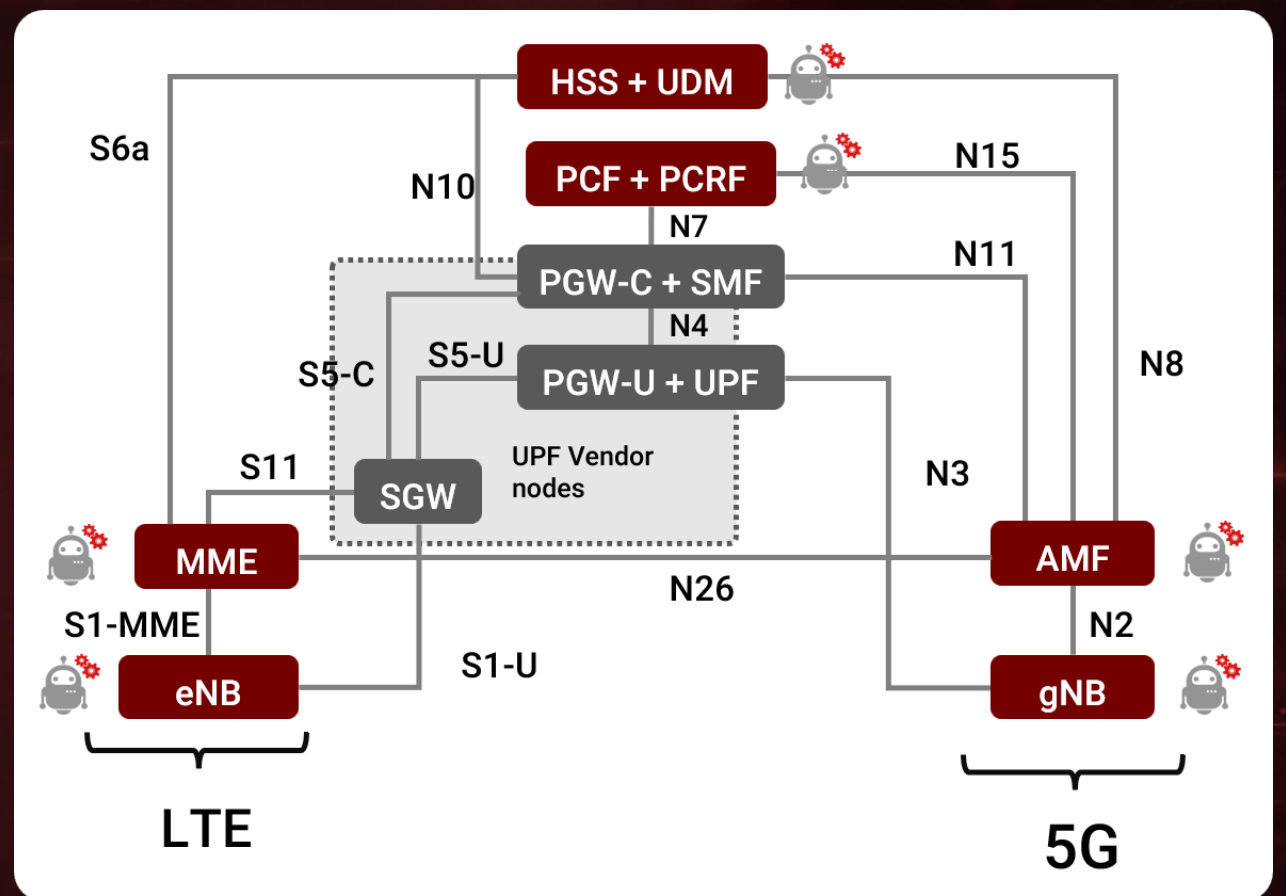 HSS + UDM
S6a
PCF + PCRF
N15
N10
N7
N11
PGW-C + SMF
N4
S5-U
N8
S5-C
PGW-U + UPF
UPF Vendor
nodes
S11
N3
SGW
MME
AMF
N26
S1-MME
N2
S1-U
eNB
gNB
LTE
5G